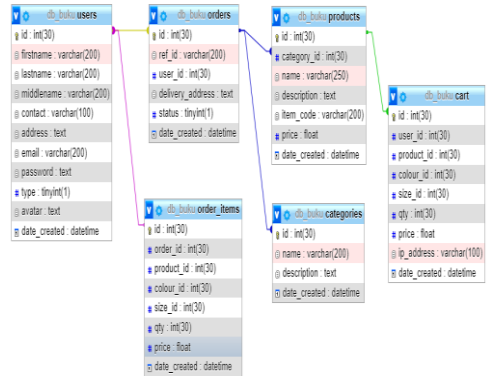 db_buku users
id : int(30)
firstname : varchar(200)
lastname : varchar(200)
middlename : varchar(200)
contact : varchar(100)
address : text
email : varchar(200)
password : text
type : tinyint(1)
avatar : text
date_created : datetime
db_buku orders
id : int(30)
ref_id : varchar(200)
user_id : int(30)
delivery_address : text
status : tinyint(1)
date_created : datetime
db_buku products
id : int(30)
category_id : int(30)
name : varchar(250)
description : text
item_code : varchar(200)
price : float
date_created : datetime
db_buku cart
id : int(30)
user_id : int(30)
product_id : int(30)
colour_id : int(30)
size_id : int(30)
qty : int(30)
price : float
ip_address : varchar(100)
date_created : datetime
db_buku order_items
id : int(30)
order_id : int(30)
product_id : int(30)
colour_id : int(30)
size_id : int(30)
qty : int(30)
price : float
date_created : datetime
db_buku categories
id : int(30)
name : varchar(200)
description : text
date_created : datetime